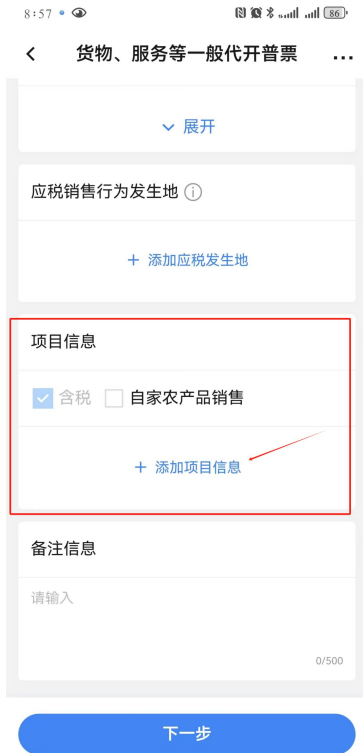 8:57
86
货物、服务等一般代开普票
展开
应税销售行为发生地
+ 添加应税发生地
项目信息
含税 自家农产品销售
+ 添加项目信息
备注信息
请输入
0/500
下一步